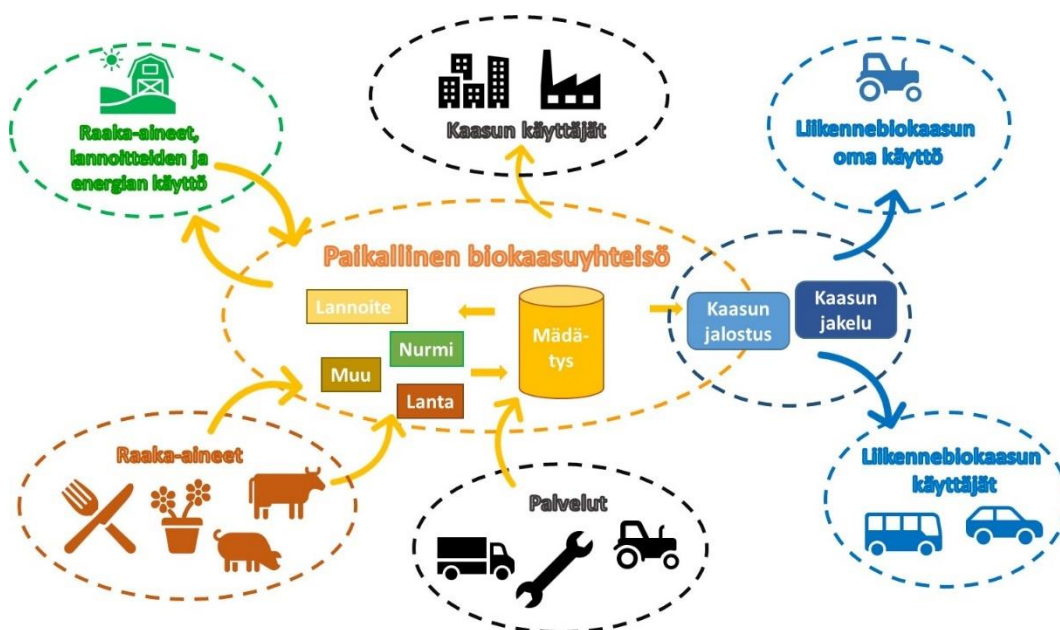 Raaka-aineet,
lannoitteiden ja
energian käyttö
Kaasun käyttäjät
Liikennebiokaasun
oma käyttö
Paikallinen biokaasuyhteisö
Lannoite
Nurmi
Muu
Lanta
Mädä-
tys
Kaasun
jalostus
Kaasun
jakelu
Raaka-aineet
Palvelut
Liikennebiokaasun
käyttäjät